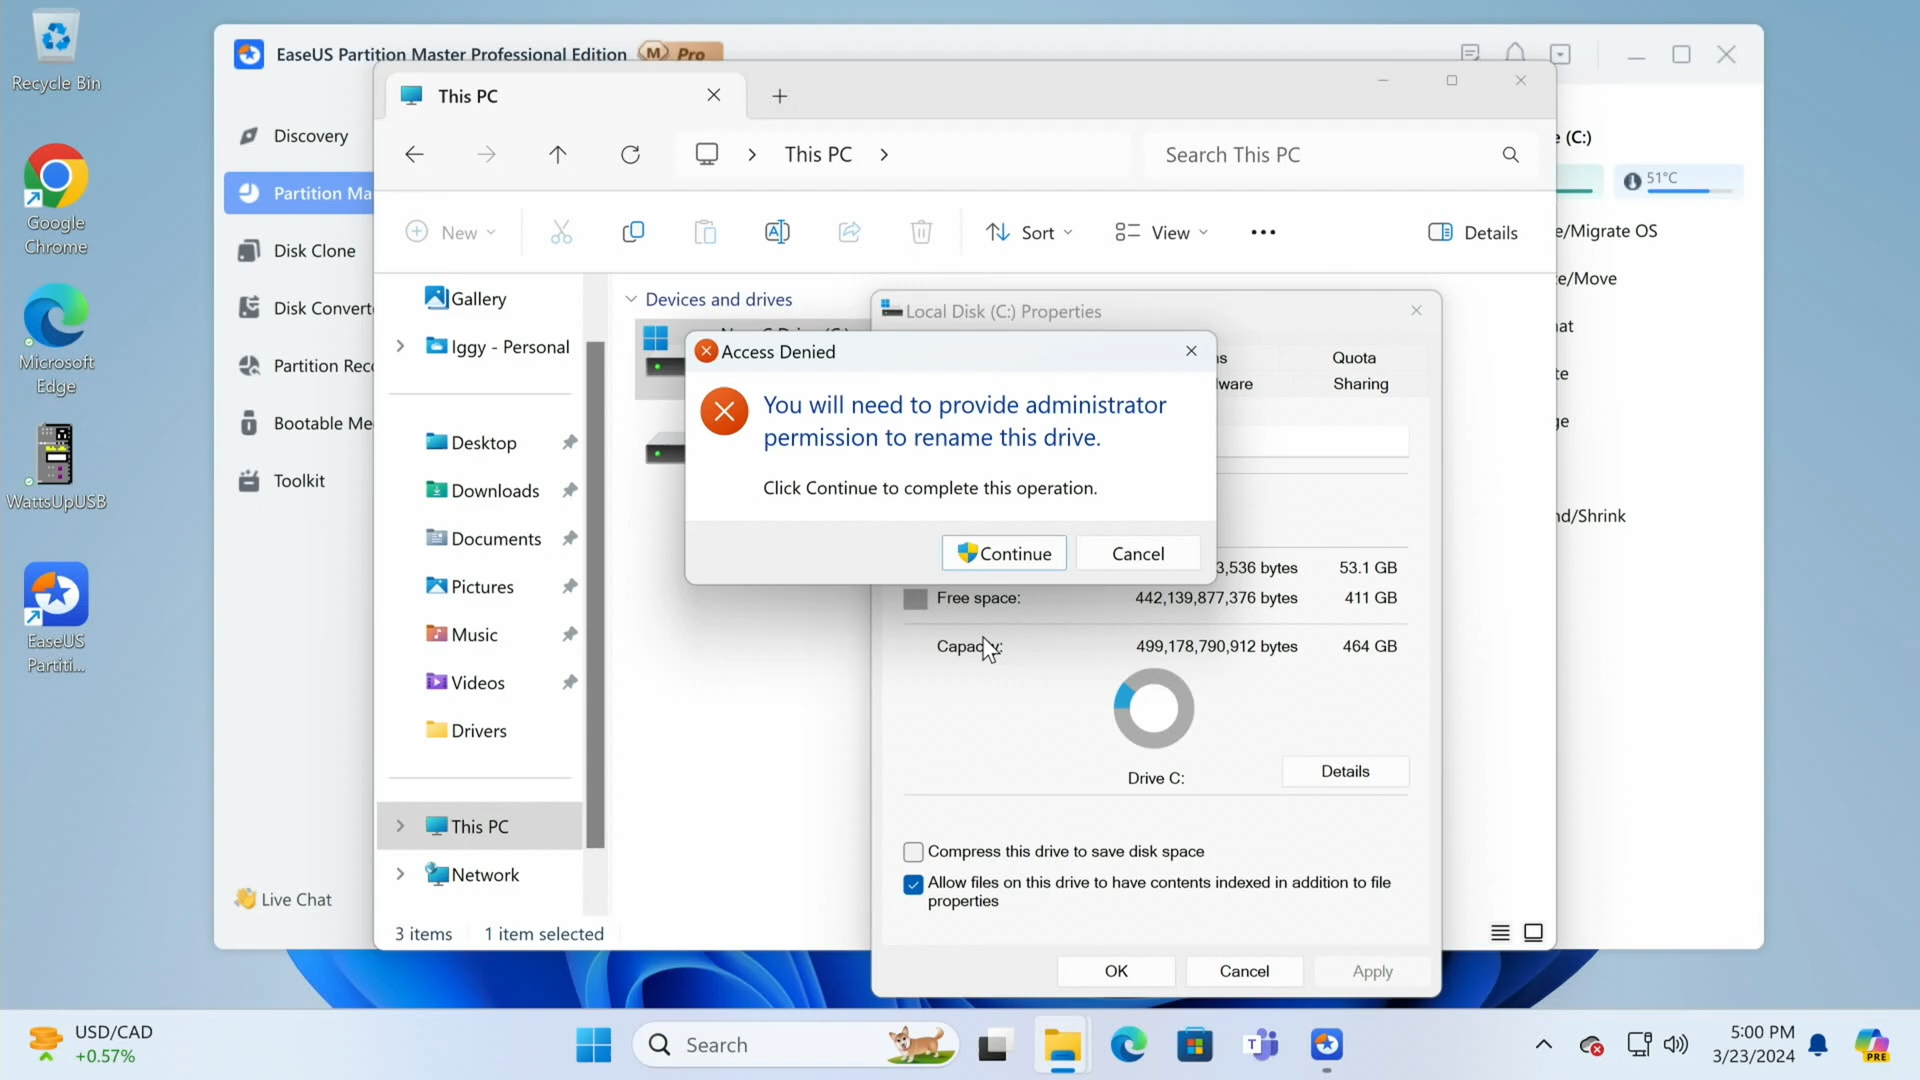 Recycle Bin
Google
Chrome
Microsoft
Edge
WattsUpUSB
EaseUS
Partiti...
EaseUS Partition Master Professional Edition
M Pro
Discovery
Partition Ma
Disk Clone
Disk Convert
Partition Rec
Bootable Me
Toolkit
Live Chat
e (C:)
51°C
e/Migrate OS
e/Move
at
te
ge
nd/Shrink
This PC
This PC
Search This PC
New
Sort
View
Details
Gallery
Iggy - Personal
Desktop
Downloads
Documents
Pictures
Music
Videos
Drivers
This PC
Network
3 items
1 item selected
Devices and drives
Local Disk (C:) Properties
Quota
ware
Sharing
Access Denied
You will need to provide administrator
permission to rename this drive.
Click Continue to complete this operation.
Continue
Cancel
3,536 bytes
53.1 GB
Free space:
442,139,877,376 bytes
411 GB
Capacity:
499,178,790,912 bytes
464 GB
Drive C:
Details
Compress this drive to save disk space
Allow files on this drive to have contents indexed in addition to file
properties
OK
Cancel
Apply
USD/CAD
+0.57%
Search
T
5:00 PM
3/23/2024
PRE